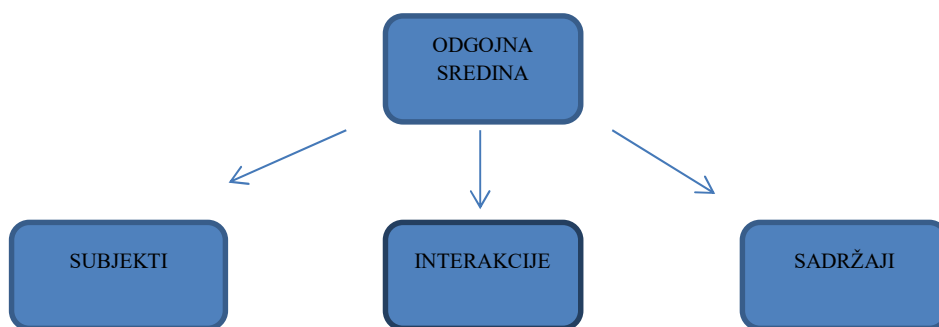 ODGOJNA
SREDINA
SUBJEKTI
INTERAKCIJE
SADRŽAJI